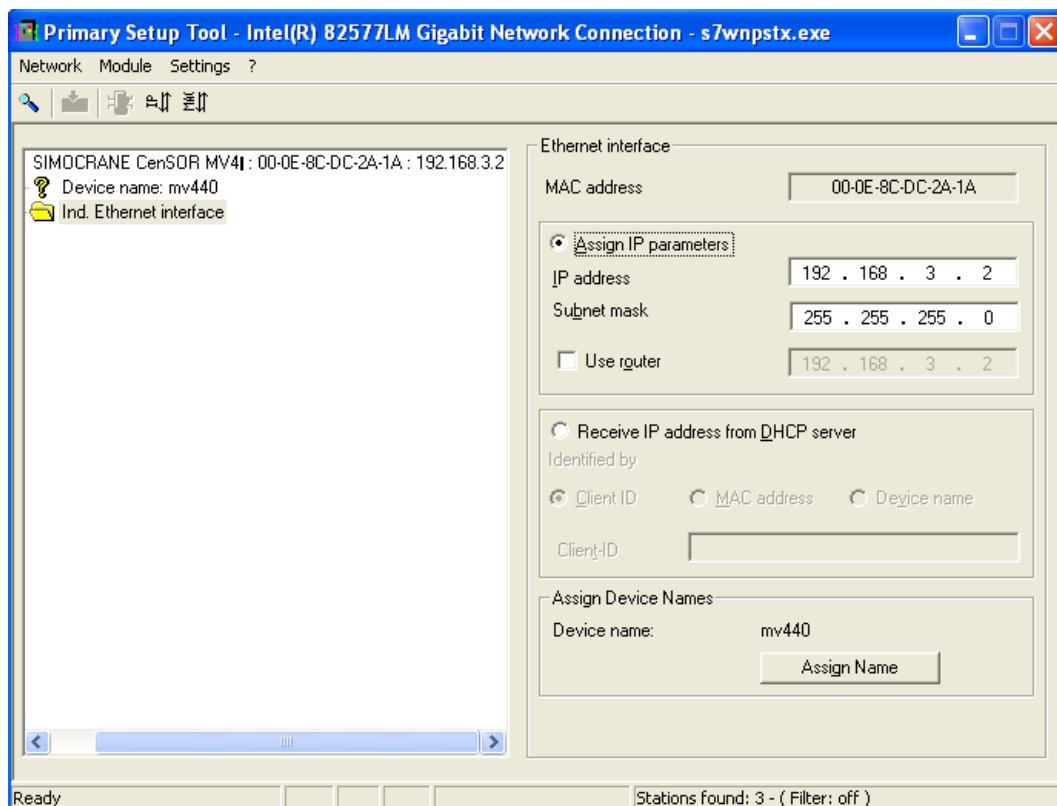 Primary Setup Tool - Intel(R) 82577LM Gigabit Network Connection - s7wnpstx.exe
Network Module Settings ?
SIMOCRANE CenSOR MV4 : 00-0E-8C-DC-2A-1A : 192.168.3.2
Device name: mv440
Ind. Ethernet interface
Ethernet interface
MAC address 00-0E-8C-DC-2A-1A
Assign IP parameters
IP address 192 . 168 . 3 . 2
Subnet mask 255 . 255 . 255 . 0
Use router 192 . 168 . 3 . 2
Receive IP address from DHCP server
Identified by
Client ID MAC address Device name
Client-ID
Assign Device Names
Device name: mv440
Assign Name
Ready Stations found: 3 - ( Filter: off )